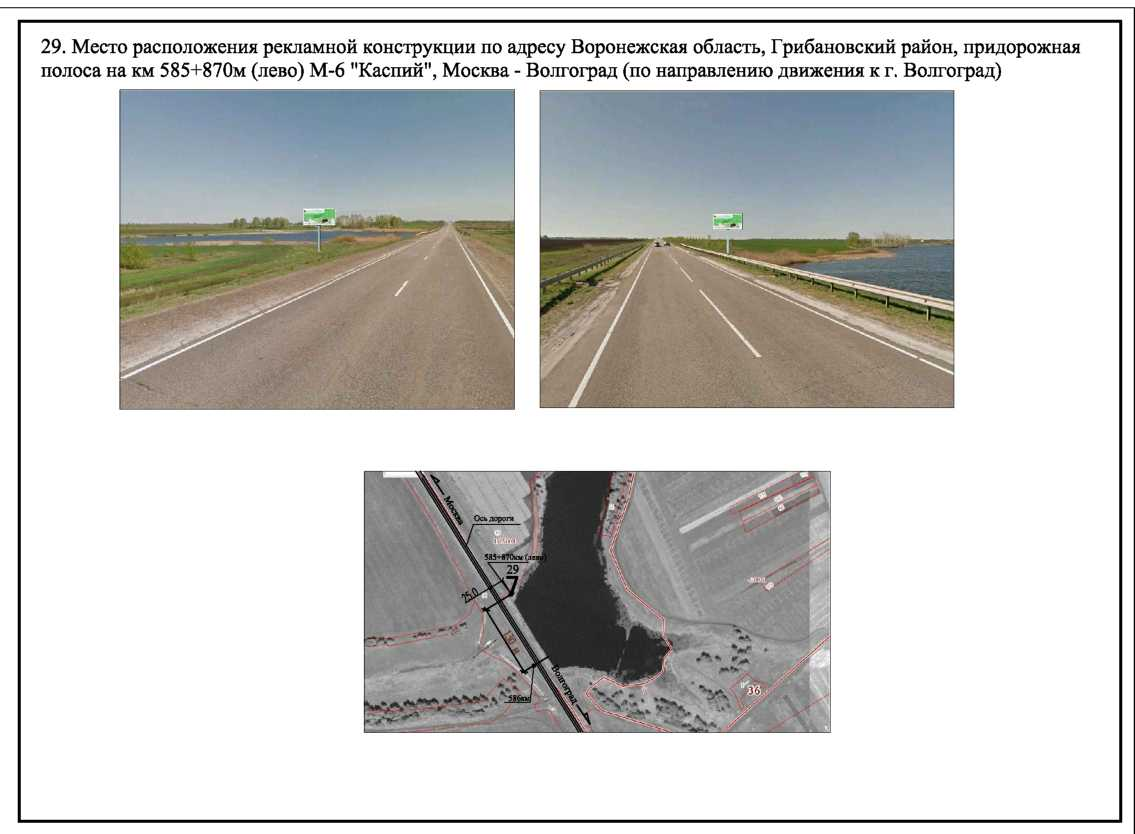 29. Место расположения рекламной конструкции по адресу Воронежская область, Грибановский район, придорожная
полоса на км 585+870м (лево) М-6 "Каспий", Москва - Волгоград (по направлению движения к г. Волгоград)
Москва
Ось дороги
585+870км (лево)
29
25.0
130 м
Волгоград
586км
36